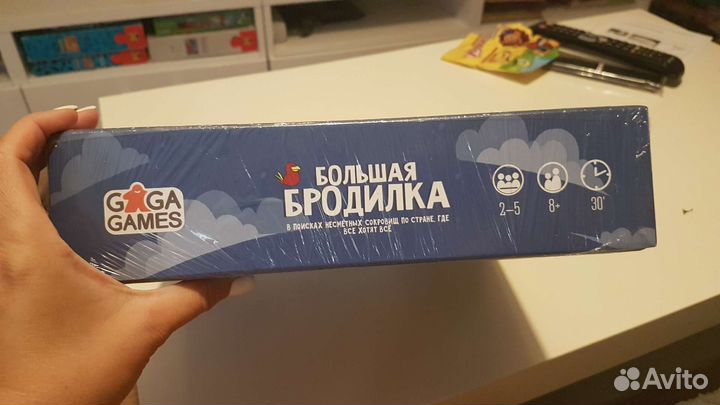 GAGA
GAMES
БОЛЬШАЯ
БРОДИЛКА
В ПОИСКАХ НЕСМЕТНЫХ СОКРОВИЩ ПО СТРАНЕ, ГДЕ
ВСЕ ХОТЯТ ВСЁ
2–5 8+ 30'
Avito